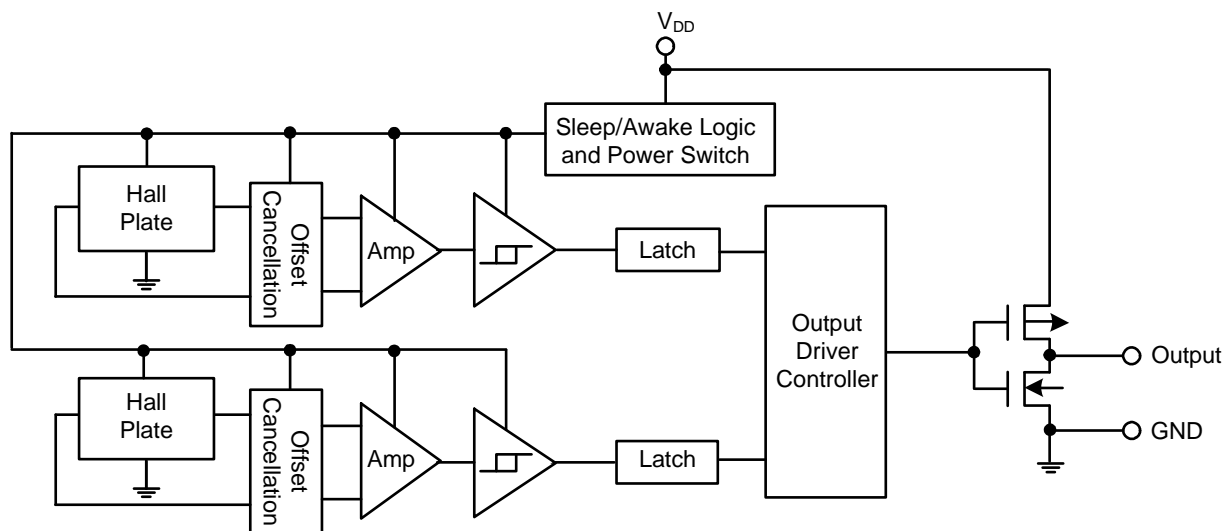 VDD
Sleep/Awake Logic
and Power Switch
Hall
Plate
Offset
Cancellation
Amp
Latch
Output
Driver
Controller
Output
GND
Hall
Plate
Offset
Cancellation
Amp
Latch